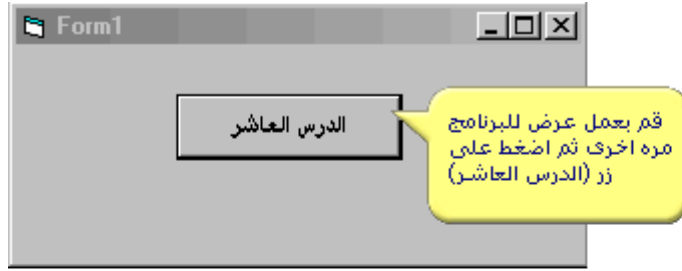 Form1
الدرس العاشر
قم بعمل عرض للبرنامج
مره اخرى ثم اضغط على
زر (الدرس العاشر)